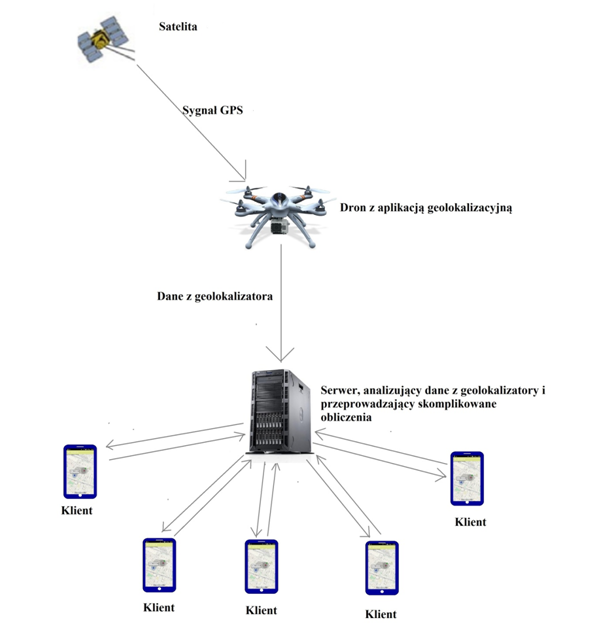 Satelita
Sygnał GPS
Dron z aplikacją geolokalizacyjną
Dane z geolokalizatora
Serwer, analizujący dane z geolokalizatory i
przeprowadzający skomplikowane
obliczenia
Klient
Klient
Klient
Klient
Klient